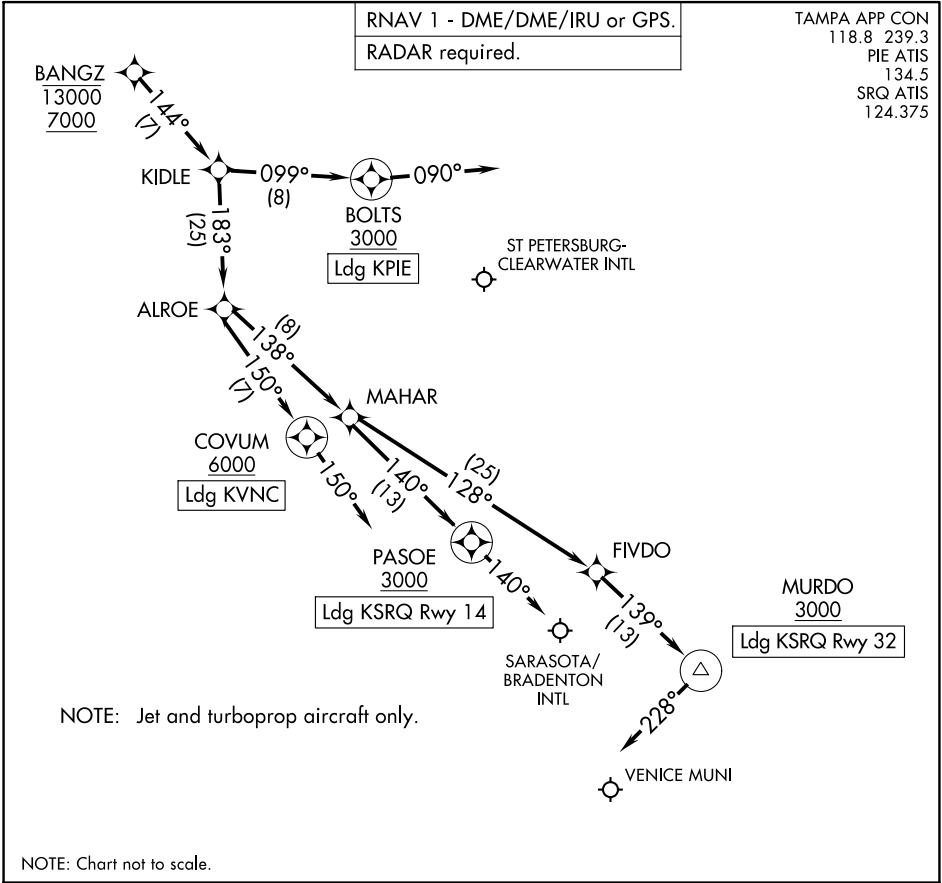 RNAV 1 - DME/DME/IRU or GPS.
RADAR required.
TAMPA APP CON
118.8 239.3
PIE ATIS
134.5
SRQ ATIS
124.375
BANGZ
13000
7000
144°
(7)
KIDLE
099°
(8)
090°
BOLTS
3000
Ldg KPIE
183°
(25)
ST PETERSBURG-
CLEARWATER INTL
ALROE
(8)
138°
150°
(7)
MAHAR
COVUM
6000
Ldg KVNC
150°
140°
(13)
(25)
128°
PASOE
3000
Ldg KSRQ Rwy 14
140°
FIVDO
139°
(13)
MURDO
3000
Ldg KSRQ Rwy 32
SARASOTA/
BRADENTON
INTL
228°
NOTE: Jet and turboprop aircraft only.
VENICE MUNI
NOTE: Chart not to scale.